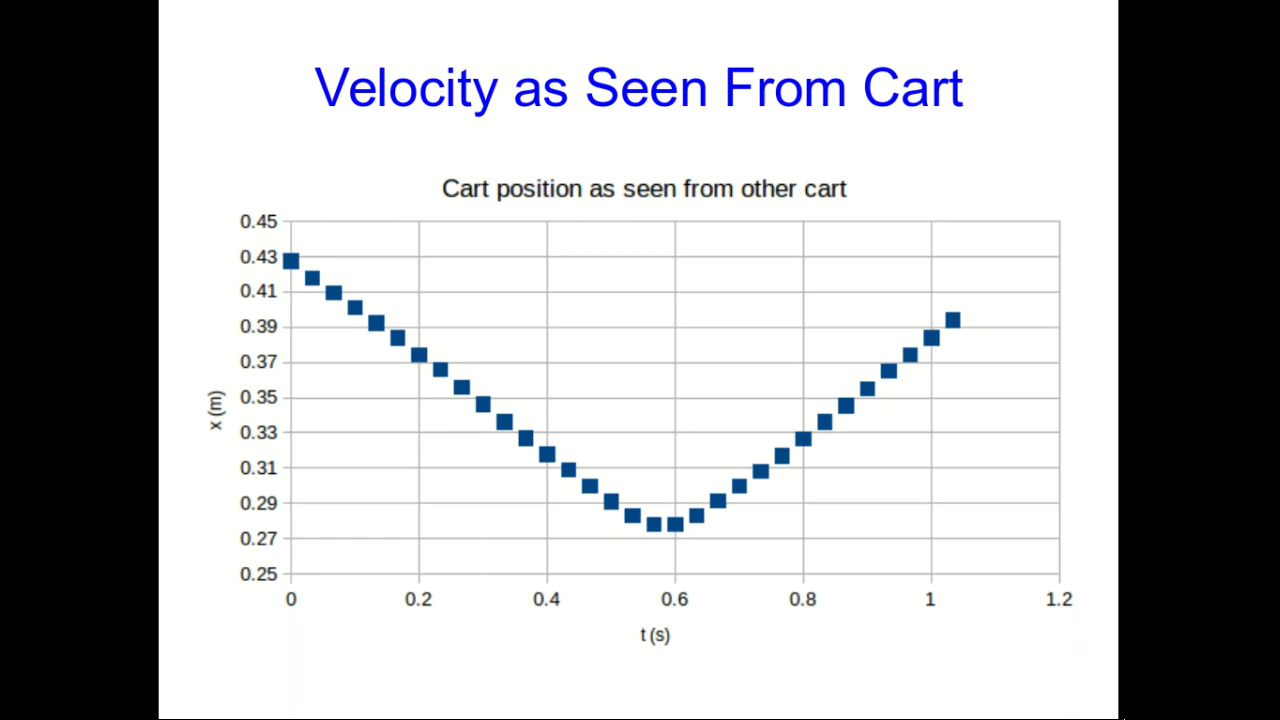 Velocity as Seen From Cart
Cart position as seen from other cart
0.45
0.43
0.41
0.39
0.37
0.35
0.33
0.31
0.29
0.27
0.25
x (m)
0 0.2 0.4 0.6 0.8 1 1.2
t (s)